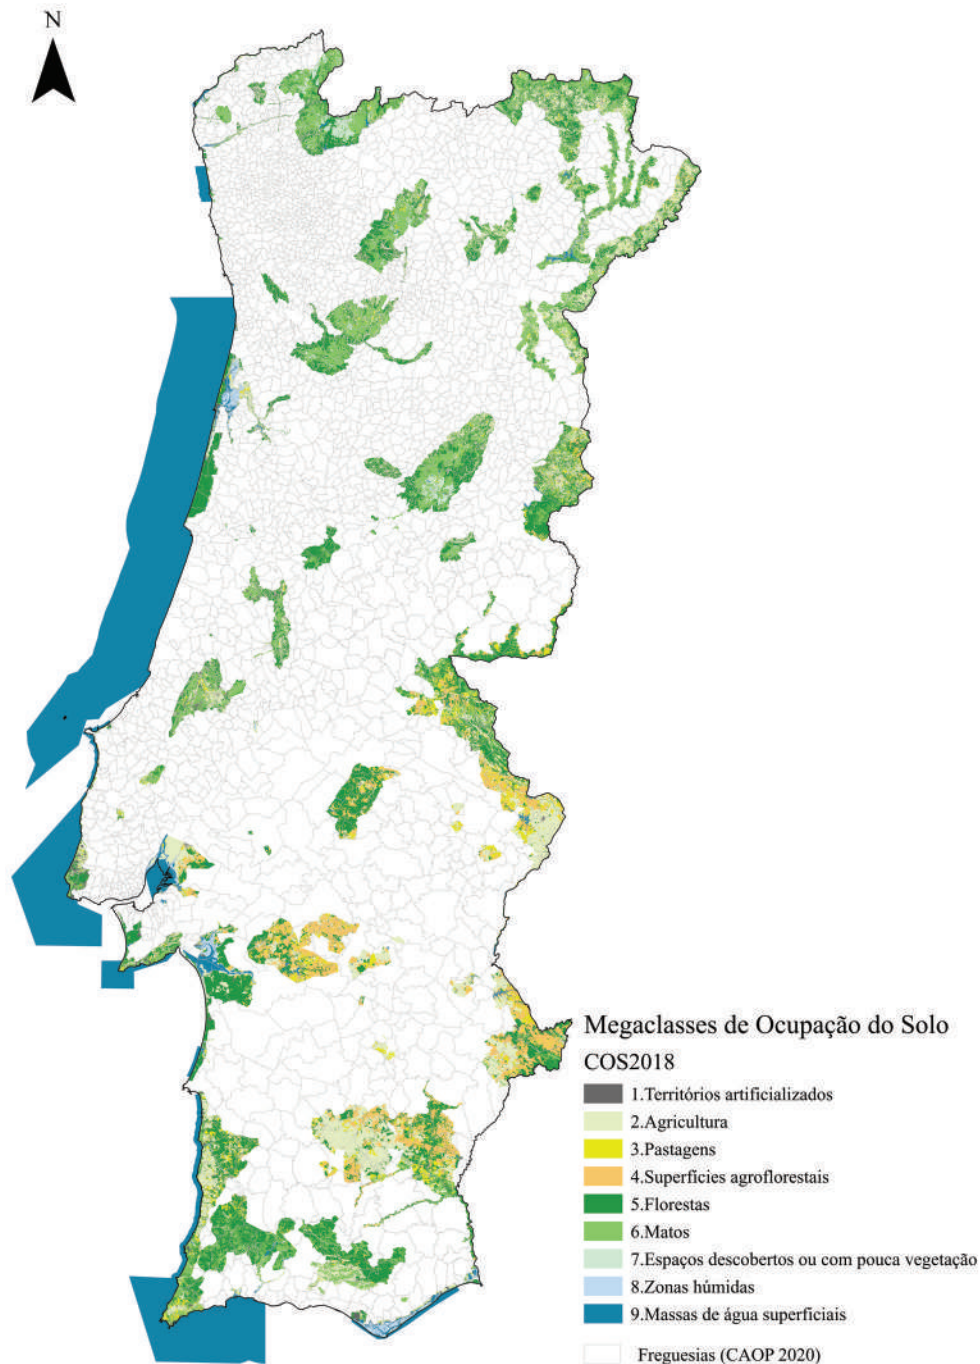 N
Megaclasses de Ocupação do Solo
COS2018
1.Territórios artificializados
2.Agricultura
3.Pastagens
4.Superfícies agroflorestais
5.Florestas
6.Matos
7.Espaços descobertos ou com pouca vegetação
8.Zonas húmidas
9.Massas de água superficiais
Freguesias (CAOP 2020)